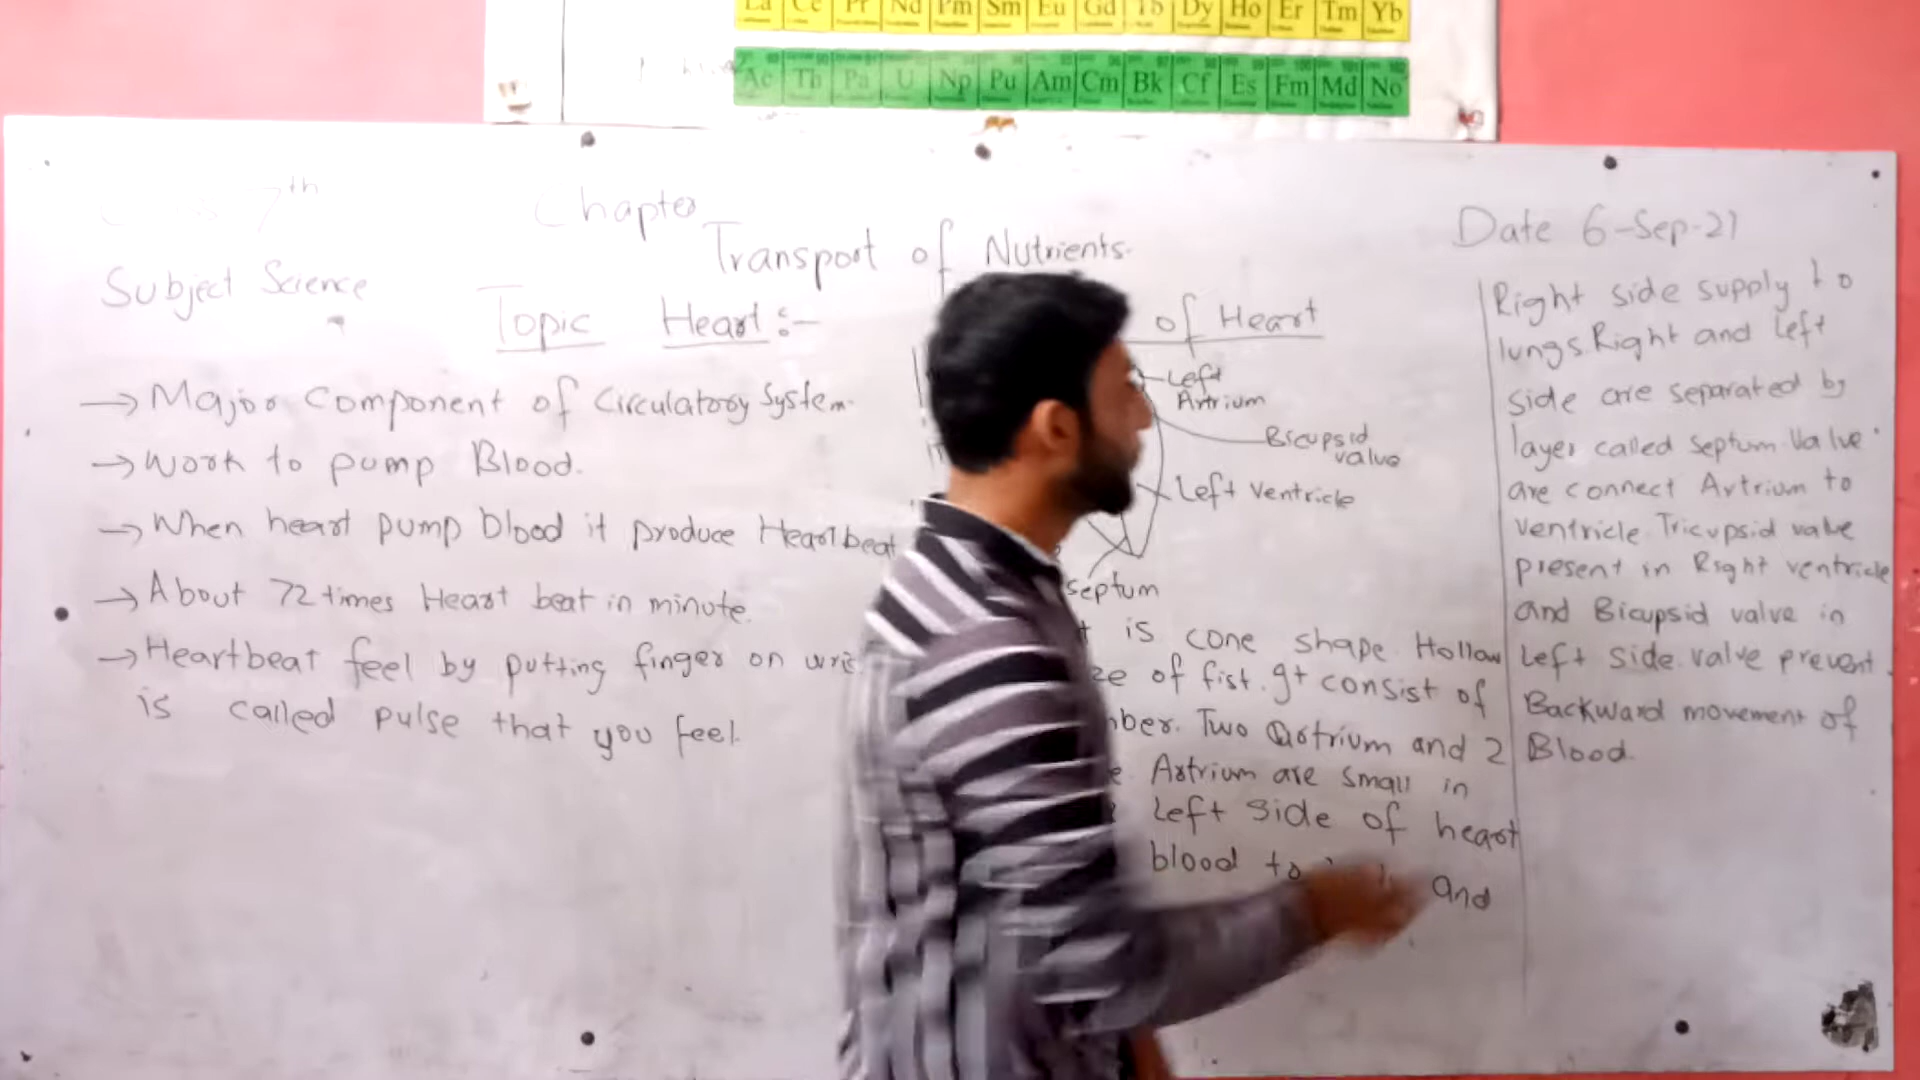 La Ce Pr Nd Pm Sm Eu Gd Tb Dy Ho Er Tm Yb
Ac Th Pa U Np Pu Am Cm Bk Cf Es Fm Md No
7th
Chapter
Transport of Nutrients.
Date 6-Sep-21
Subject Science
Topic Heart:-
→ Major Component of Circulatory System.
→ Work to pump Blood.
→ When heart pump blood it produce Heartbeat
→ About 72 times Heart beat in minute.
→ Heartbeat feel by putting finger on
is called pulse that you feel.
of Heart
Left
Artrium
Bicupsid
valve
Left Ventricle
septum
is cone shape. Hollow
of fist. It consist of
Two Artrium and 2
Artrium are small in
Left Side of heart
blood to
and
Right side supply to
lungs. Right and Left
side are separated by
layer called Septum. Valve
are connect Artrium to
ventricle. Tricupsid valve
present in Right ventricle
and Bicupsid valve in
Left side. valve prevent
Backward movement of
Blood.